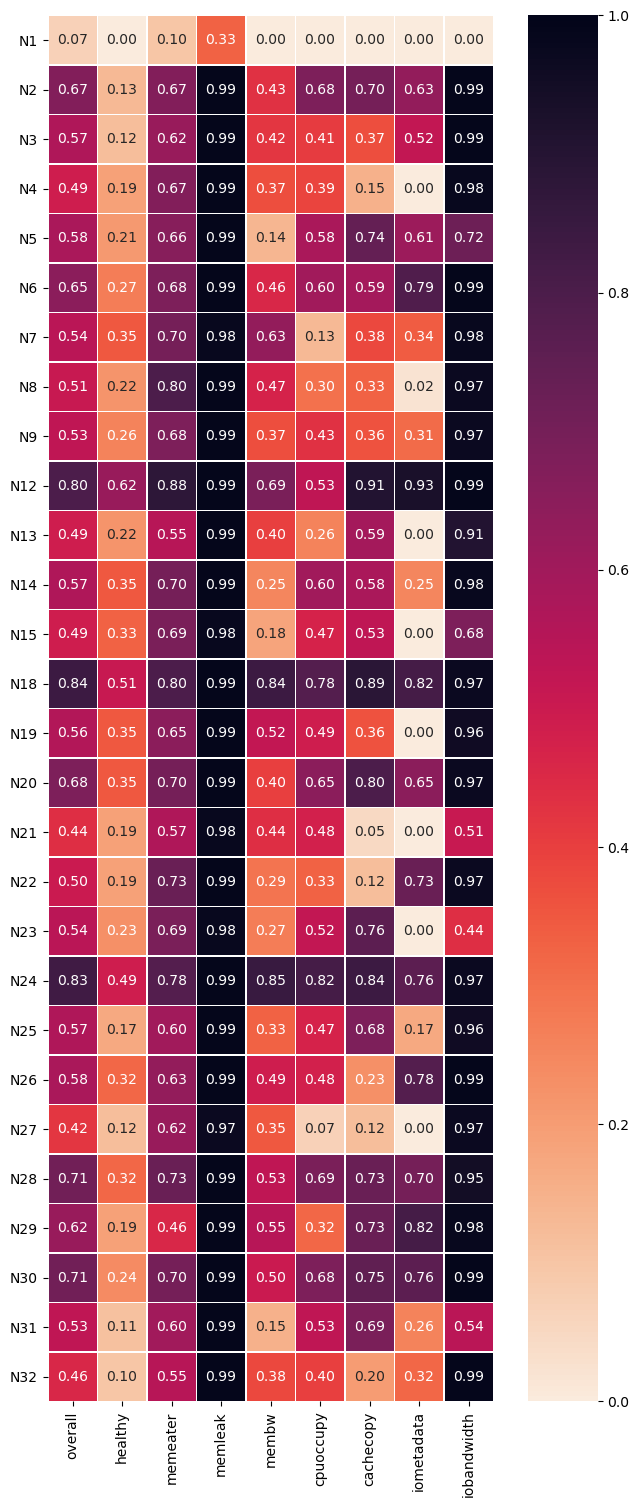 N1 0.07 0.00 0.10 0.33 0.00 0.00 0.00 0.00 0.00 1.0
N2 0.67 0.13 0.67 0.99 0.43 0.68 0.70 0.63 0.99
N3 0.57 0.12 0.62 0.99 0.42 0.41 0.37 0.52 0.99
N4 0.49 0.19 0.67 0.99 0.37 0.39 0.15 0.00 0.98
N5 0.58 0.21 0.66 0.99 0.14 0.58 0.74 0.61 0.72
N6 0.65 0.27 0.68 0.99 0.46 0.60 0.59 0.79 0.99 0.8
N7 0.54 0.35 0.70 0.98 0.63 0.13 0.38 0.34 0.98
N8 0.51 0.22 0.80 0.99 0.47 0.30 0.33 0.02 0.97
N9 0.53 0.26 0.68 0.99 0.37 0.43 0.36 0.31 0.97
N12 0.80 0.62 0.88 0.99 0.69 0.53 0.91 0.93 0.99
N13 0.49 0.22 0.55 0.99 0.40 0.26 0.59 0.00 0.91
N14 0.57 0.35 0.70 0.99 0.25 0.60 0.58 0.25 0.98 0.6
N15 0.49 0.33 0.69 0.98 0.18 0.47 0.53 0.00 0.68
N18 0.84 0.51 0.80 0.99 0.84 0.78 0.89 0.82 0.97
N19 0.56 0.35 0.65 0.99 0.52 0.49 0.36 0.00 0.96
N20 0.68 0.35 0.70 0.99 0.40 0.65 0.80 0.65 0.97
N21 0.44 0.19 0.57 0.98 0.44 0.48 0.05 0.00 0.51 0.4
N22 0.50 0.19 0.73 0.99 0.29 0.33 0.12 0.73 0.97
N23 0.54 0.23 0.69 0.98 0.27 0.52 0.76 0.00 0.44
N24 0.83 0.49 0.78 0.99 0.85 0.82 0.84 0.76 0.97
N25 0.57 0.17 0.60 0.99 0.33 0.47 0.68 0.17 0.96
N26 0.58 0.32 0.63 0.99 0.49 0.48 0.23 0.78 0.99
N27 0.42 0.12 0.62 0.97 0.35 0.07 0.12 0.00 0.97 0.2
N28 0.71 0.32 0.73 0.99 0.53 0.69 0.73 0.70 0.95
N29 0.62 0.19 0.46 0.99 0.55 0.32 0.73 0.82 0.98
N30 0.71 0.24 0.70 0.99 0.50 0.68 0.75 0.76 0.99
N31 0.53 0.11 0.60 0.99 0.15 0.53 0.69 0.26 0.54
N32 0.46 0.10 0.55 0.99 0.38 0.40 0.20 0.32 0.99 0.0
overall healthy memeater memleak membw cpuoccupy cachecopy iometadata iobandwidth